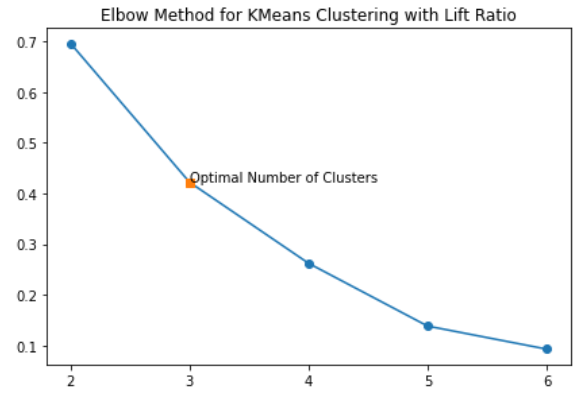 Elbow Method for KMeans Clustering with Lift Ratio
0.7
0.6
0.5
Optimal Number of Clusters
0.4
0.3
0.2
0.1
2 3 4 5 6